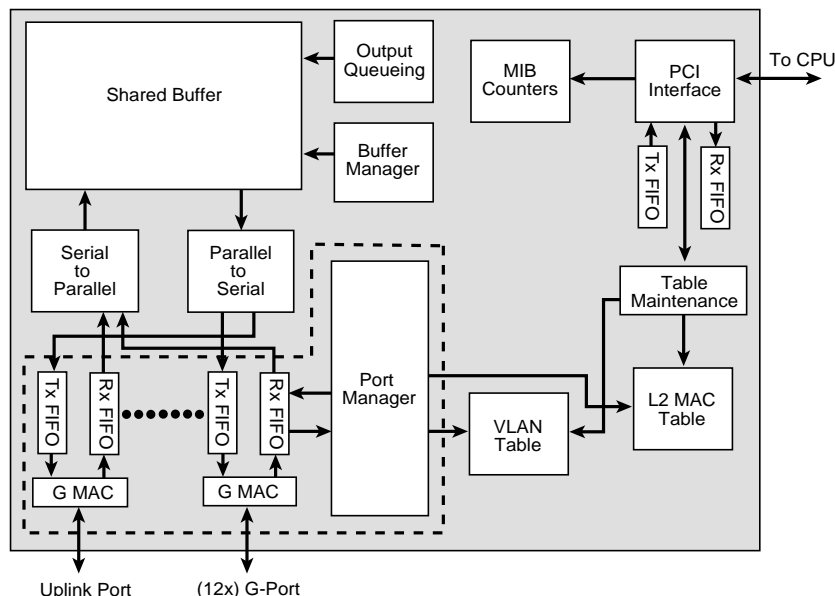 Output
Queueing
Shared Buffer
MIB
Counters
PCI
Interface
To CPU
Buffer
Manager
Tx FIFO
Rx FIFO
Serial
to
Parallel
Parallel
to
Serial
Table
Maintenance
Tx FIFO
Rx FIFO
Tx FIFO
Rx FIFO
Port
Manager
VLAN
Table
L2 MAC
Table
G MAC
G MAC
Uplink Port
(12x) G-Port